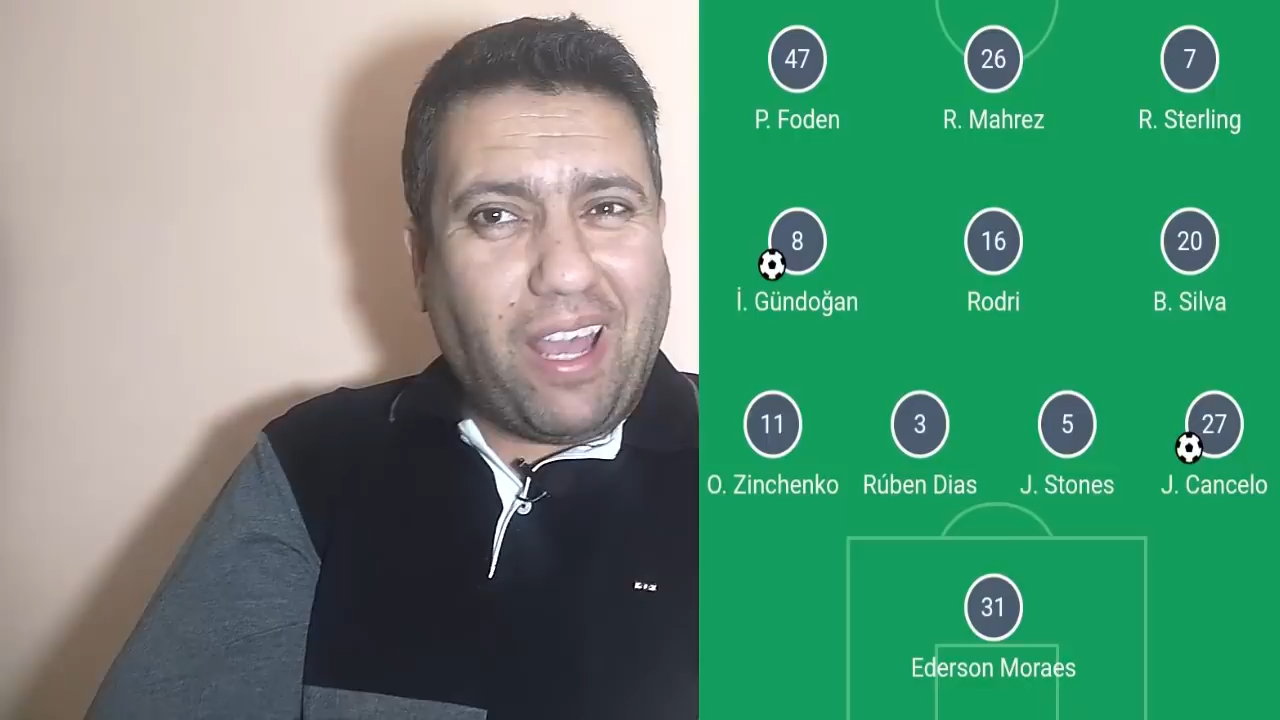 47 26 7
P. Foden R. Mahrez R. Sterling
8 16 20
İ. Gündoğan Rodri B. Silva
11 3 5 27
O. Zinchenko Rúben Dias J. Stones J. Cancelo
31
Ederson Moraes